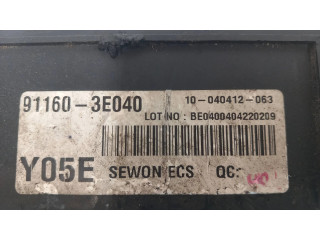 91160-3E040
10-040412-063
LOT NO : BE0400404220209
Y05E
SEWON ECS QC: